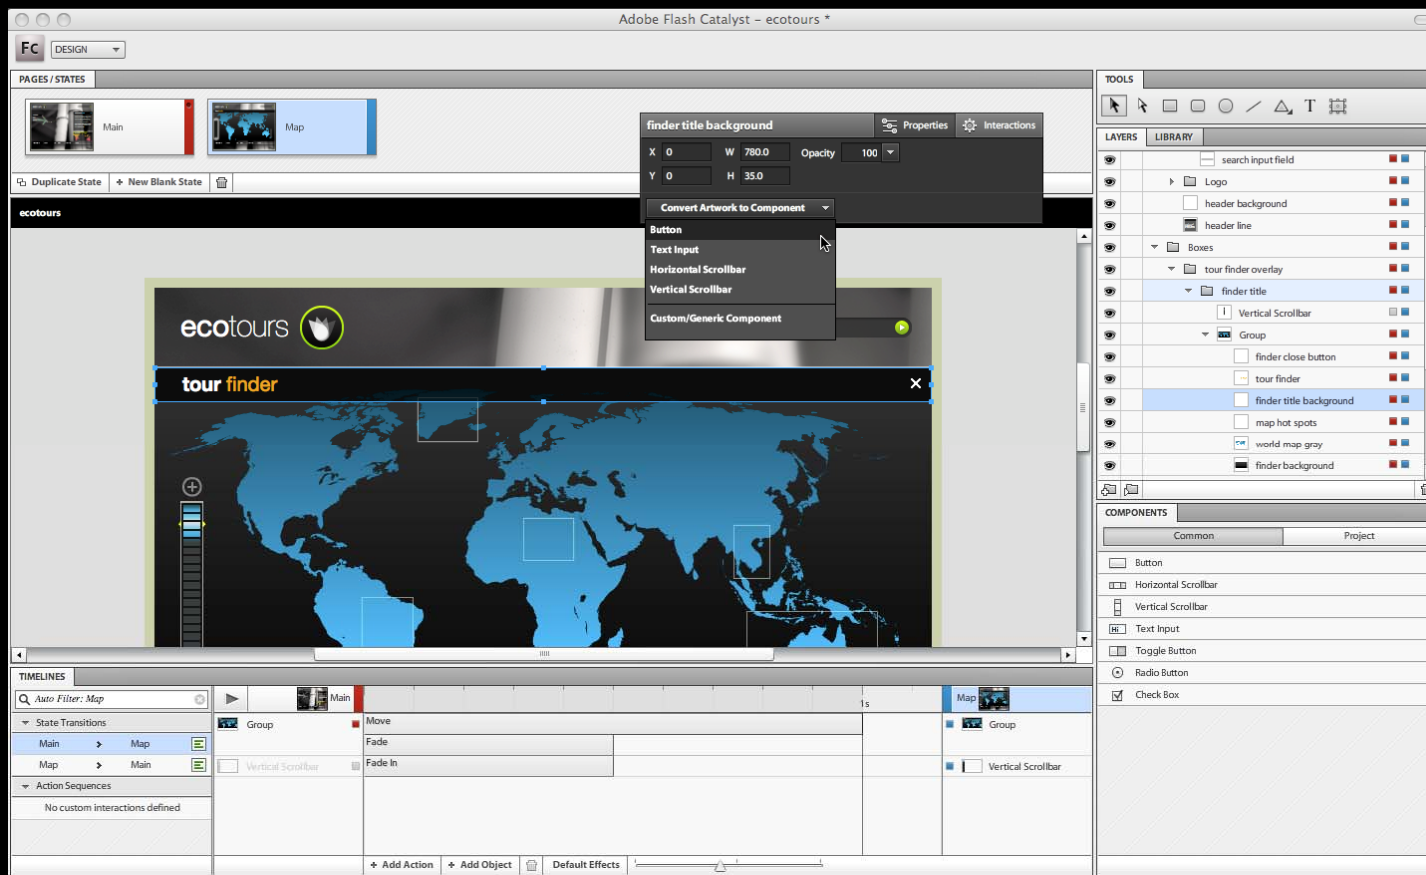 Adobe Flash Catalyst – ecotours *
Fc DESIGN
PAGES / STATES
Main
Map
Duplicate State + New Blank State
finder title background Properties Interactions
X 0 W 780.0 Opacity 100
Y 0 H 35.0
Convert Artwork to Component
Button
Text Input
Horizontal Scrollbar
Vertical Scrollbar
Custom/Generic Component
ecotours
ecotours
tour finder
TOOLS
T
LAYERS LIBRARY
search input field
Logo
header background
header line
Boxes
tour finder overlay
finder title
Vertical Scrollbar
Group
finder close button
tour finder
finder title background
map hot spots
world map gray
finder background
COMPONENTS
Common Project
Button
Horizontal Scrollbar
Vertical Scrollbar
Text Input
Toggle Button
Radio Button
Check Box
TIMELINES
Auto Filter: Map
State Transitions
Main > Map
Map > Main
Action Sequences
No custom interactions defined
Main 1s Map
Group Move Group
Fade
Vertical Scrollbar Fade In Vertical Scrollbar
+ Add Action + Add Object Default Effects